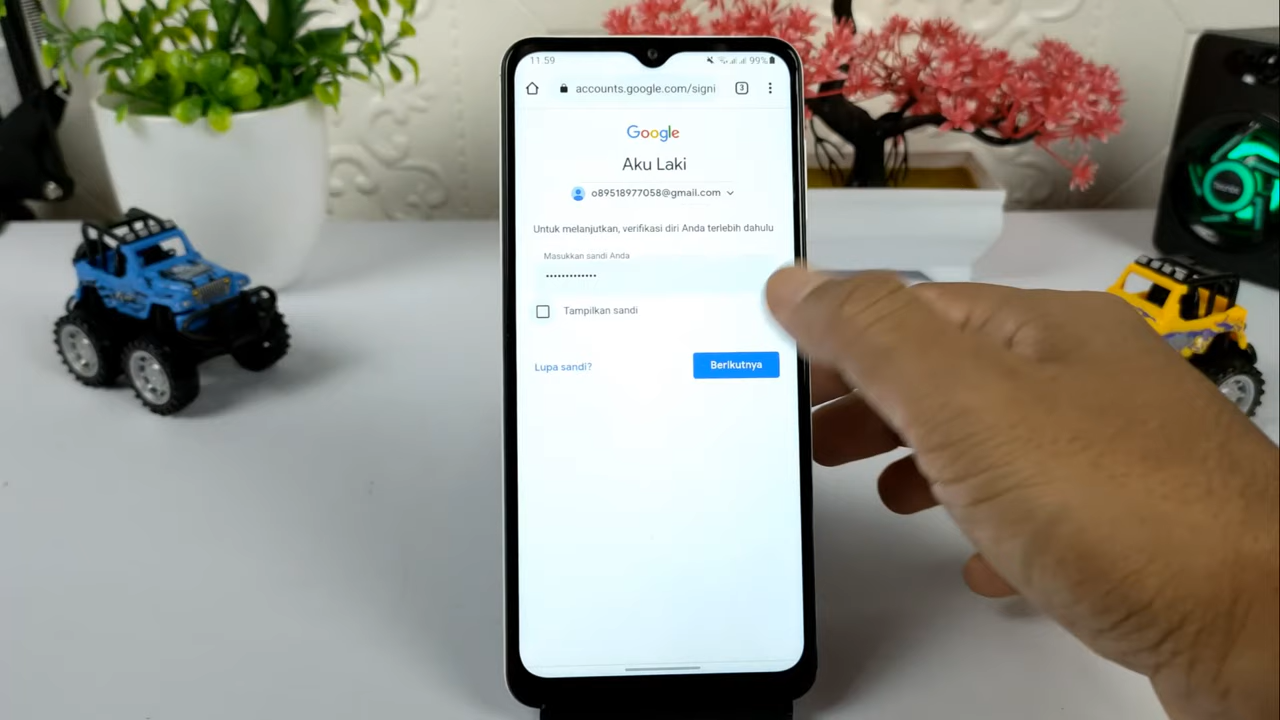 11.59
99%
accounts.google.com/signi
3
Google
Aku Laki
o89518977058@gmail.com
Untuk melanjutkan, verifikasi diri Anda terlebih dahulu
Masukkan sandi Anda
•••••••••••••
Tampilkan sandi
Lupa sandi?
Berikutnya